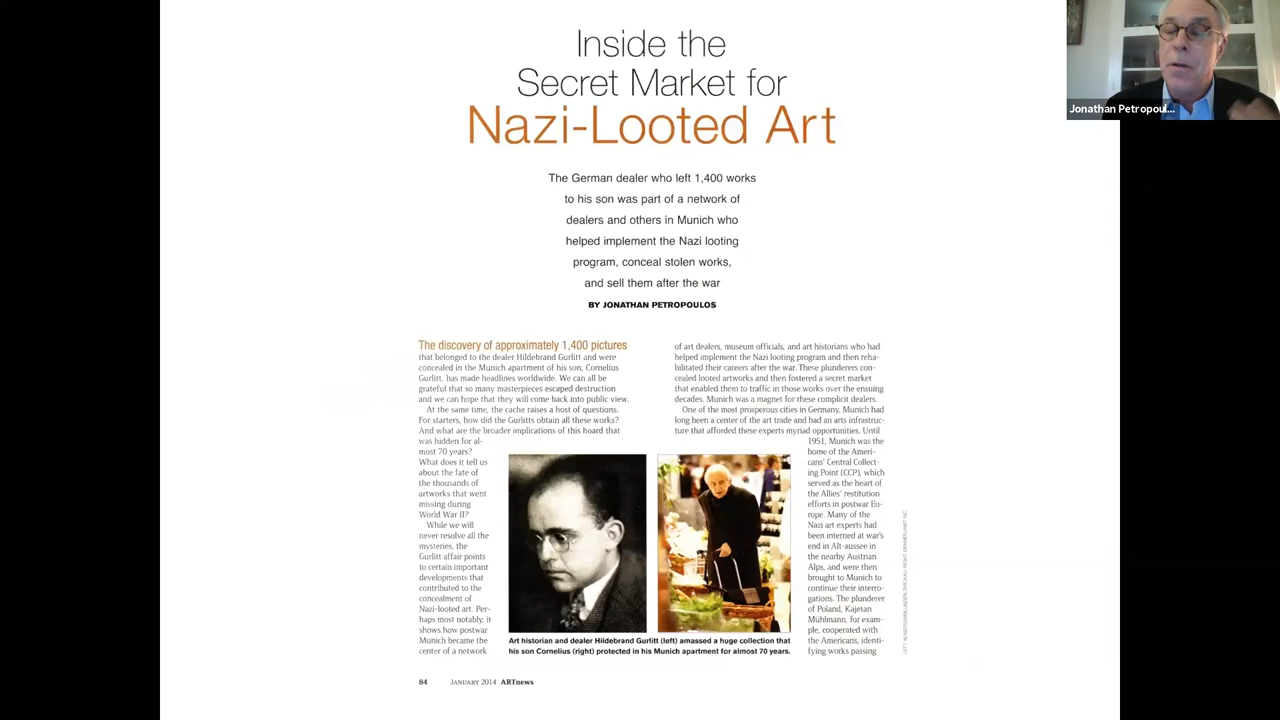 Inside the
Secret Market for
Nazi-Looted Art
The German dealer who left 1,400 works
to his son was part of a network of
dealers and others in Munich who
helped implement the Nazi looting
program, conceal stolen works,
and sell them after the war
BY JONATHAN PETROPOULOS
The discovery of approximately 1,400 pictures
that belonged to the dealer Hildebrand Gurlitt and were
concealed in the Munich apartment of his son, Cornelius
Gurlitt, has made headlines worldwide. We can all be
grateful that so many masterpieces escaped destruction
and we can hope that they will come back into public view.
At the same time, the cache raises a host of questions.
For starters, how did the Gurlitts obtain all these works?
And what are the broader implications of this hoard that
was hidden for al-
most 70 years?
What does it tell us
about the fate of
the thousands of
artworks that went
missing during
World War II?
While we will
never resolve all the
mysteries, the
Gurlitt affair points
to certain important
developments that
contributed to the
concealment of
Nazi-looted art. Per-
haps most notably, it
shows how postwar
Munich became the
center of a network
of art dealers, museum officials, and art historians who had
helped implement the Nazi looting program and then reha-
bilitated their careers after the war. These plunderers con-
cealed looted artworks and then fostered a secret market
that enabled them to traffic in those works over the ensuing
decades. Munich was a magnet for these complicit dealers.
One of the most prosperous cities in Germany, Munich had
long been a center of the art trade and had an arts infrastruc-
ture that afforded these experts myriad opportunities. Until
1951, Munich was the
home of the Ameri-
cans' Central Collect-
ing Point (CCP), which
served as the heart of
the Allies' restitution
efforts in postwar Eu-
rope. Many of the
Nazi art experts had
been interned at war's
end in Alt-aussee in
the nearby Austrian
Alps, and were then
brought to Munich to
continue their interro-
gations. The plunderer
of Poland, Kajetan
Mühlmann, for exam-
ple, cooperated with
the Americans, identi-
fying works passing
Art historian and dealer Hildebrand Gurlitt (left) amassed a huge collection that
his son Cornelius (right) protected in his Munich apartment for almost 70 years.
84 JANUARY 2014 ARTnews
Jonathan Petropoul...